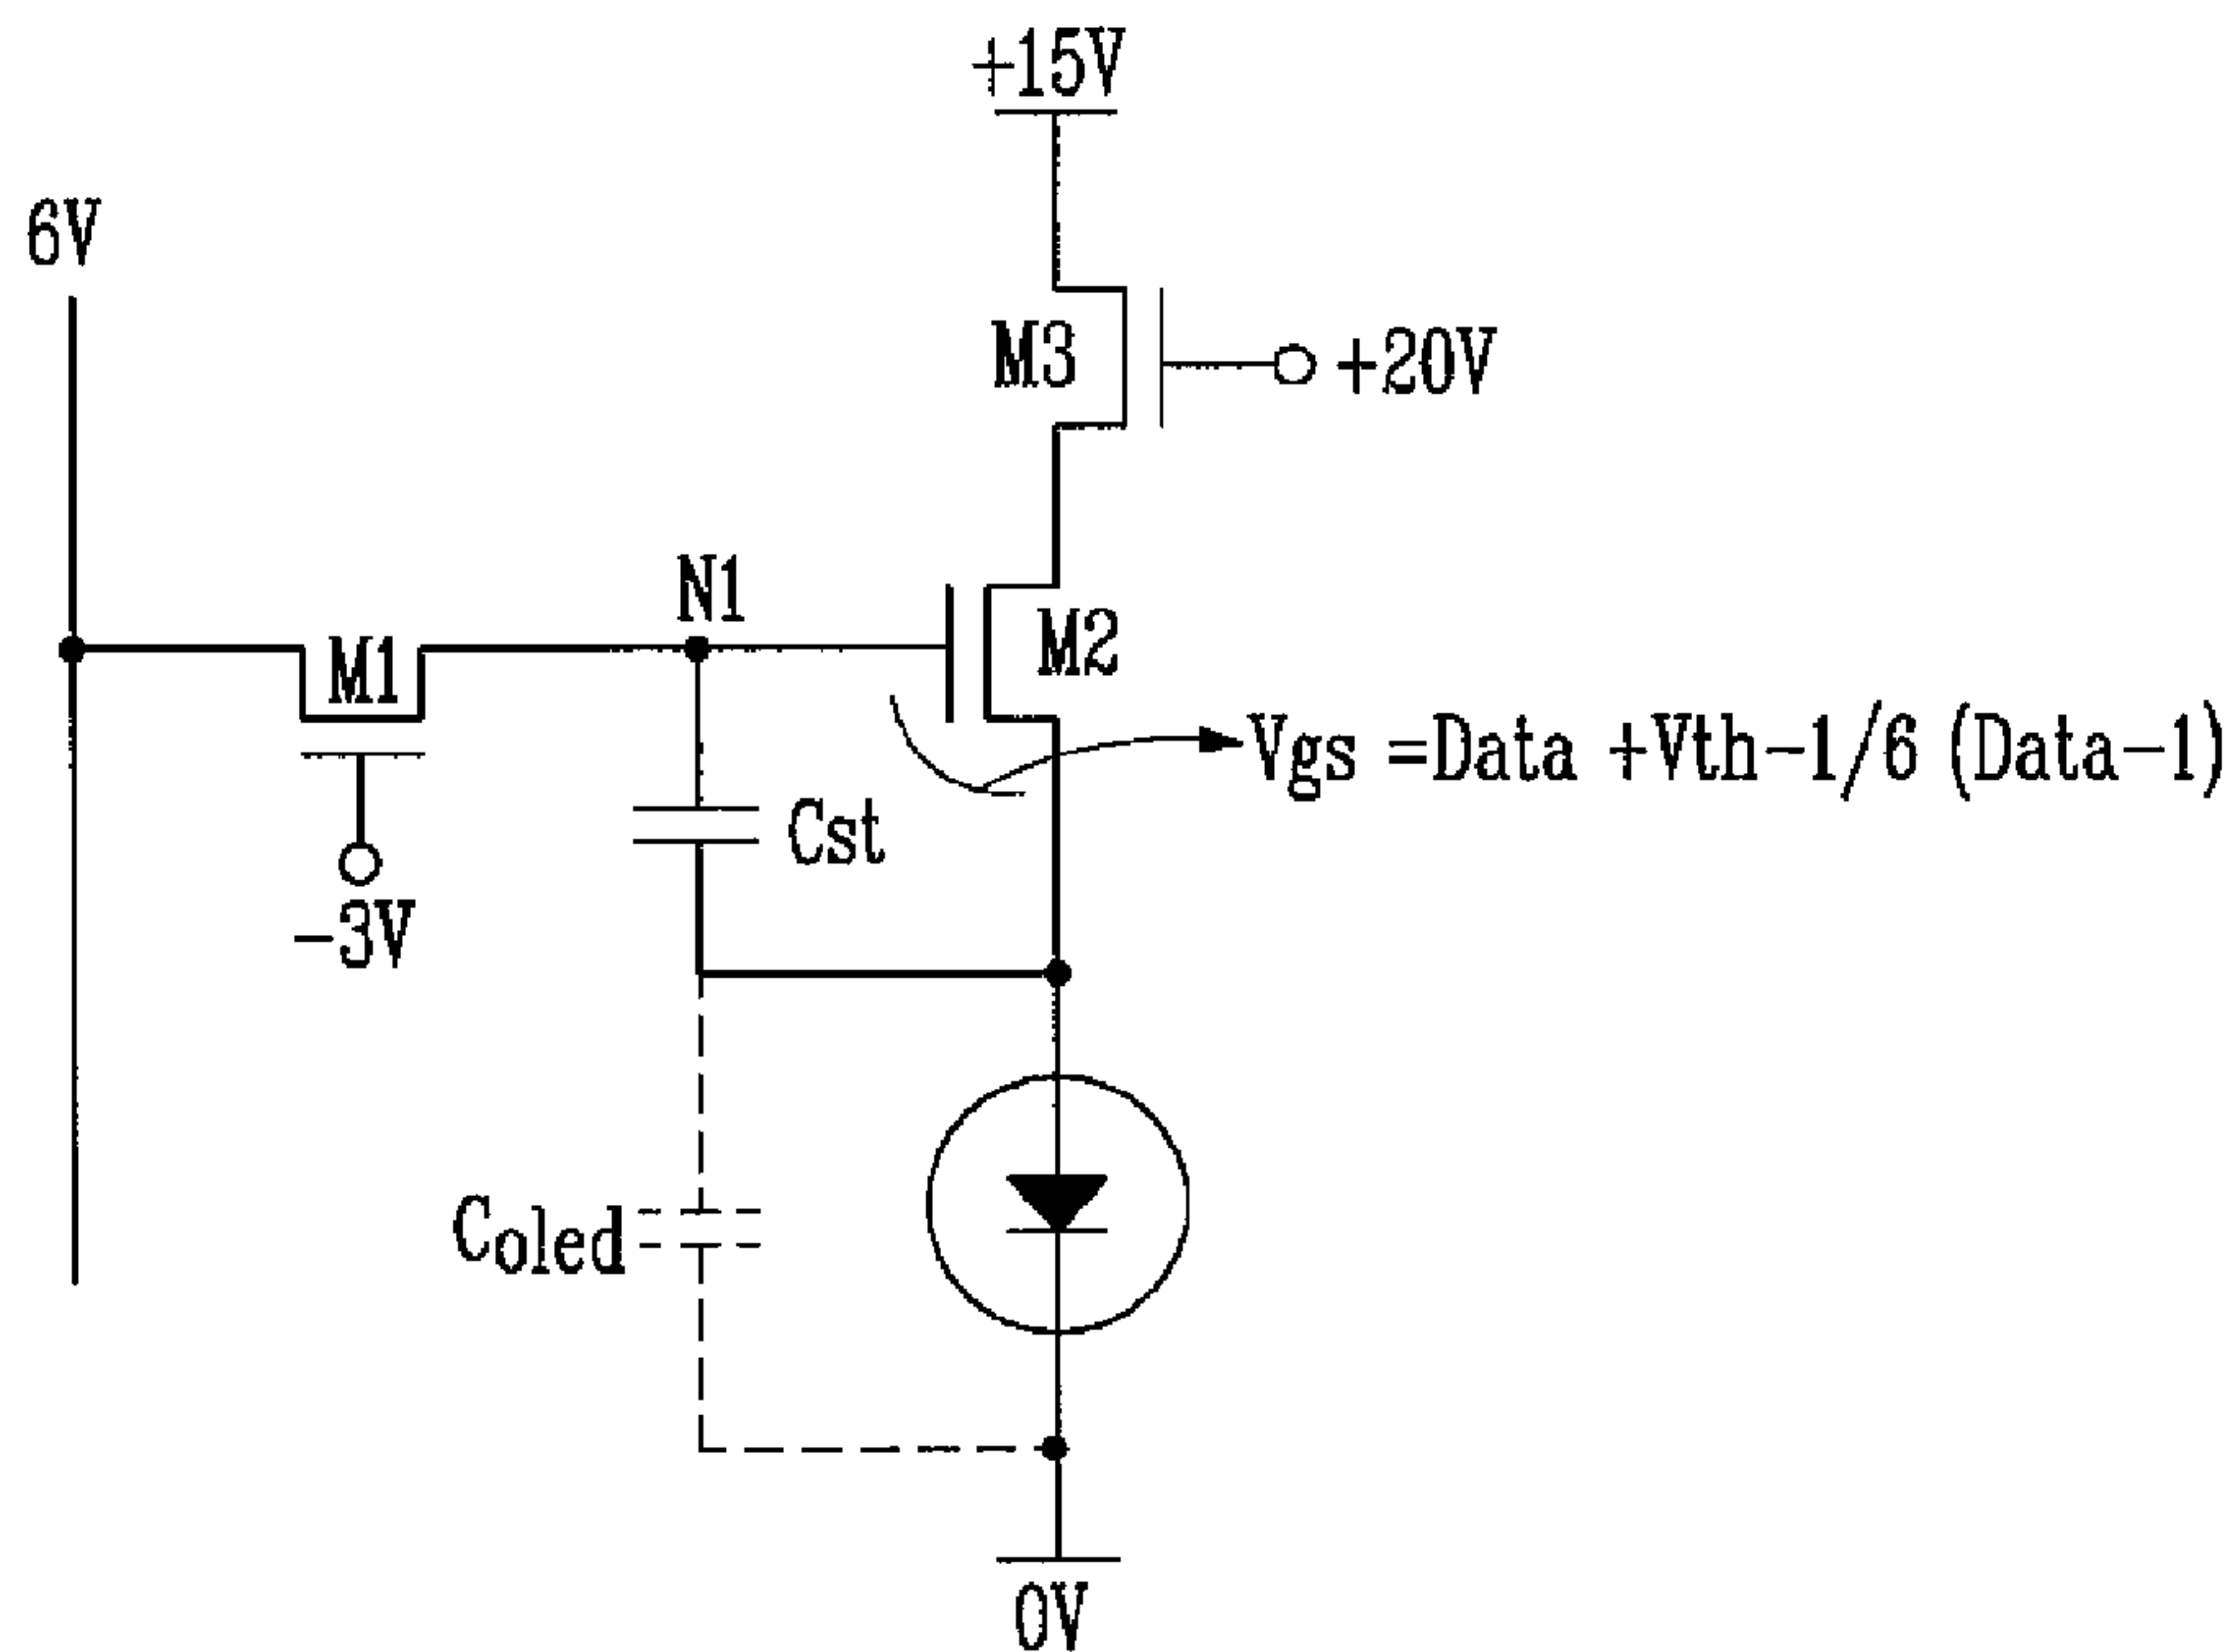 +15V
6V
M3
+20V
N1
M1
M2
Vgs =Data +Vth-1/6 (Data-1)
Cst
-3V
Coled
0V